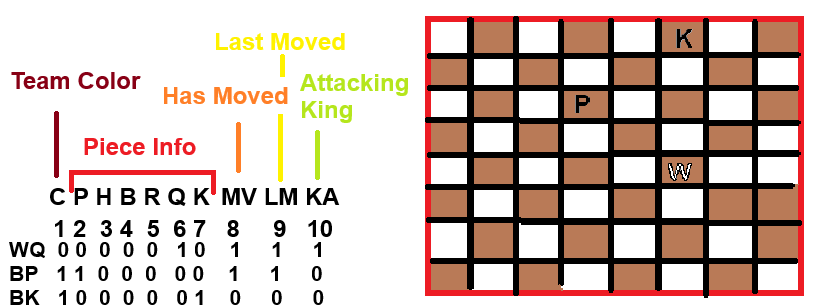 Last Moved
Team Color
Has Moved
Attacking
King
Piece Info
C P H B R Q K MV LM KA
1 2 3 4 5 6 7 8 9 10
WQ 0 0 0 0 0 1 0 1 1 1
BP 1 1 0 0 0 0 0 1 1 0
BK 1 0 0 0 0 0 1 0 0 0
K
P
W